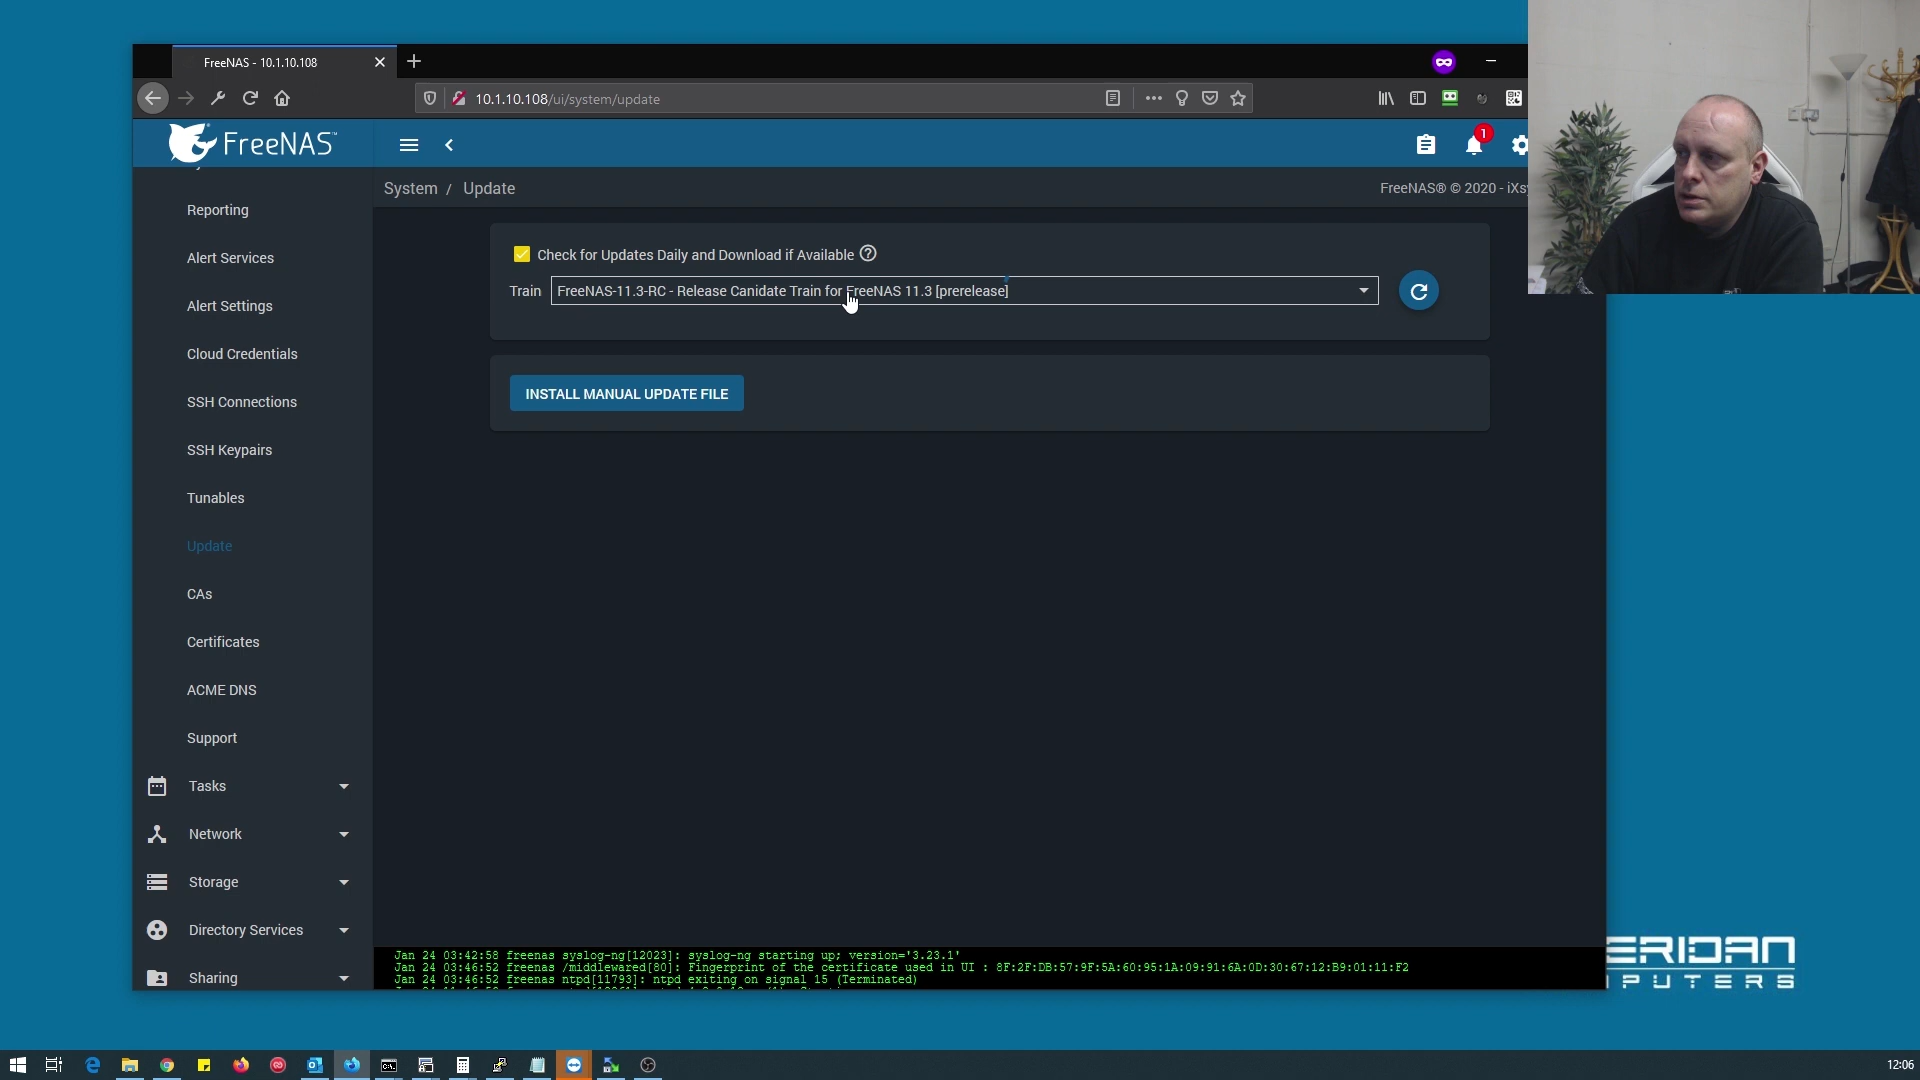 FreeNAS - 10.1.10.108
10.1.10.108/ui/system/update
FreeNAS™
1
System / Update
FreeNAS® © 2020 - iXsy
Reporting
Alert Services
Alert Settings
Cloud Credentials
SSH Connections
SSH Keypairs
Tunables
Update
CAs
Certificates
ACME DNS
Support
Tasks
Network
Storage
Directory Services
Sharing
Check for Updates Daily and Download if Available
Train FreeNAS-11.3-RC - Release Canidate Train for FreeNAS 11.3 [prerelease]
INSTALL MANUAL UPDATE FILE
Jan 24 03:42:58 freenas syslog-ng[12023]: syslog-ng starting up; version='3.23.1'
Jan 24 03:46:52 freenas /middlewared[80]: Fingerprint of the certificate used in UI : 8F:2F:DB:57:9F:5A:60:95:1A:09:91:6A:0D:30:67:12:B9:01:11:F2
Jan 24 03:46:52 freenas ntpd[11793]: ntpd exiting on signal 15 (Terminated)
ERIDAN
PUTERS
12:06